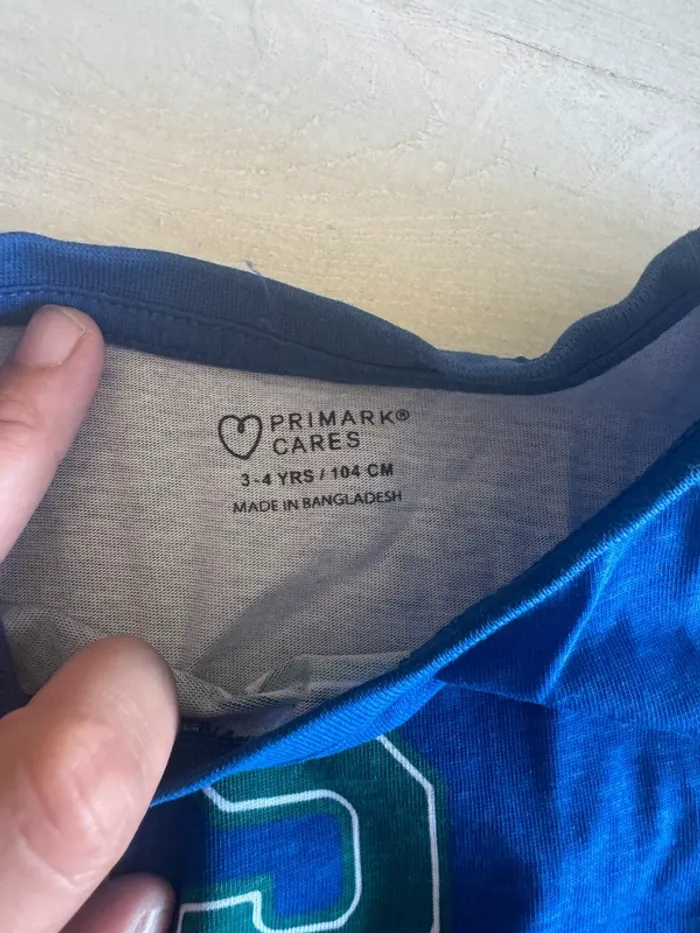 PRIMARK®
CARES
3-4 YRS / 104 CM
MADE IN BANGLADESH